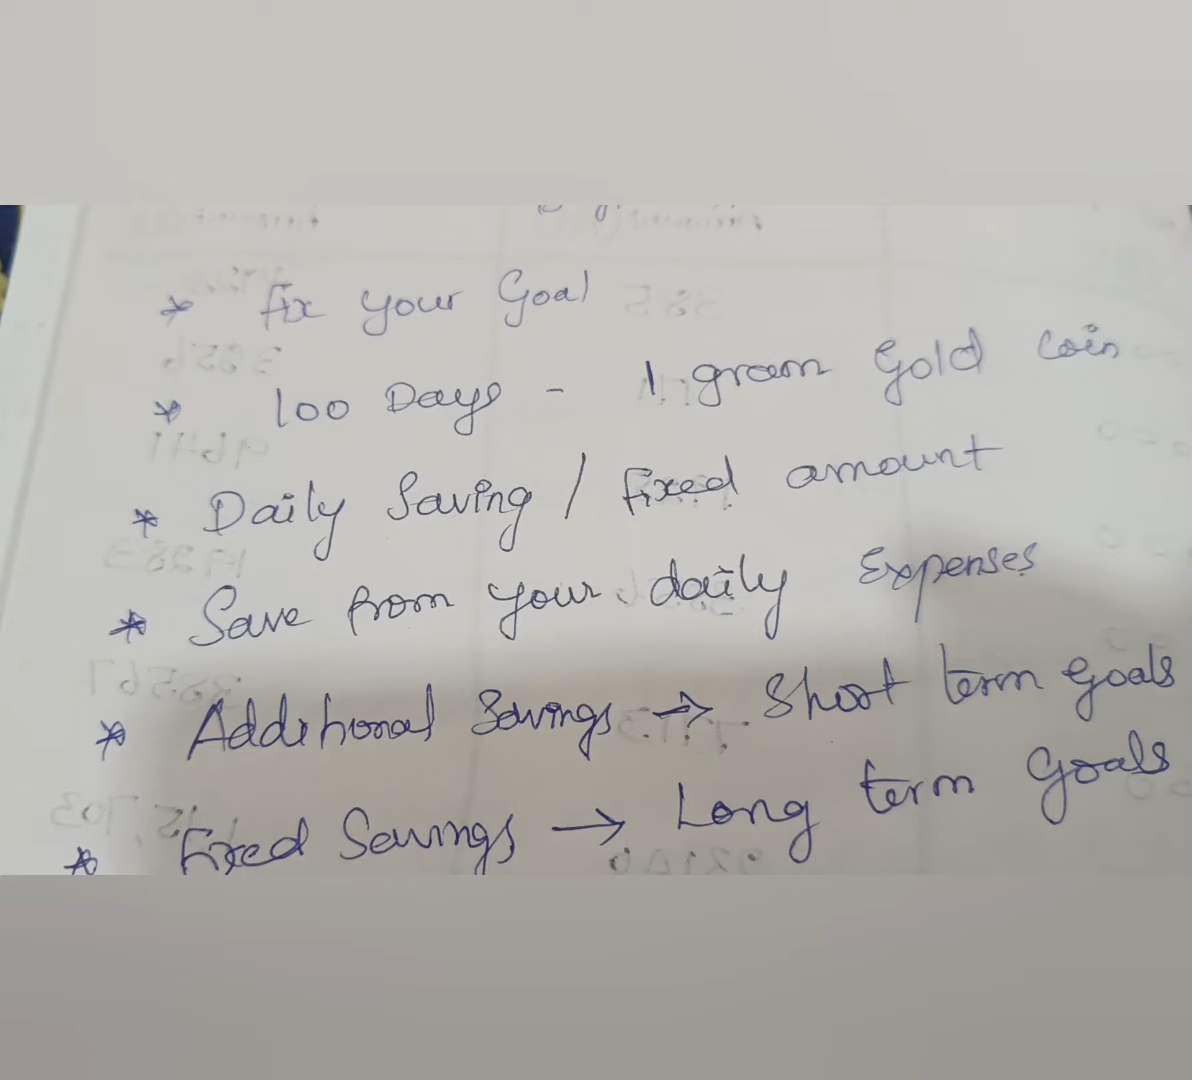 * Fix your Goal
* 100 Days - 1 gram Gold coin
* Daily Saving / Fixed amount
* Save from your daily Expenses
* Additional Savings → Short term goals
* Fixed Savings → Long term Goals